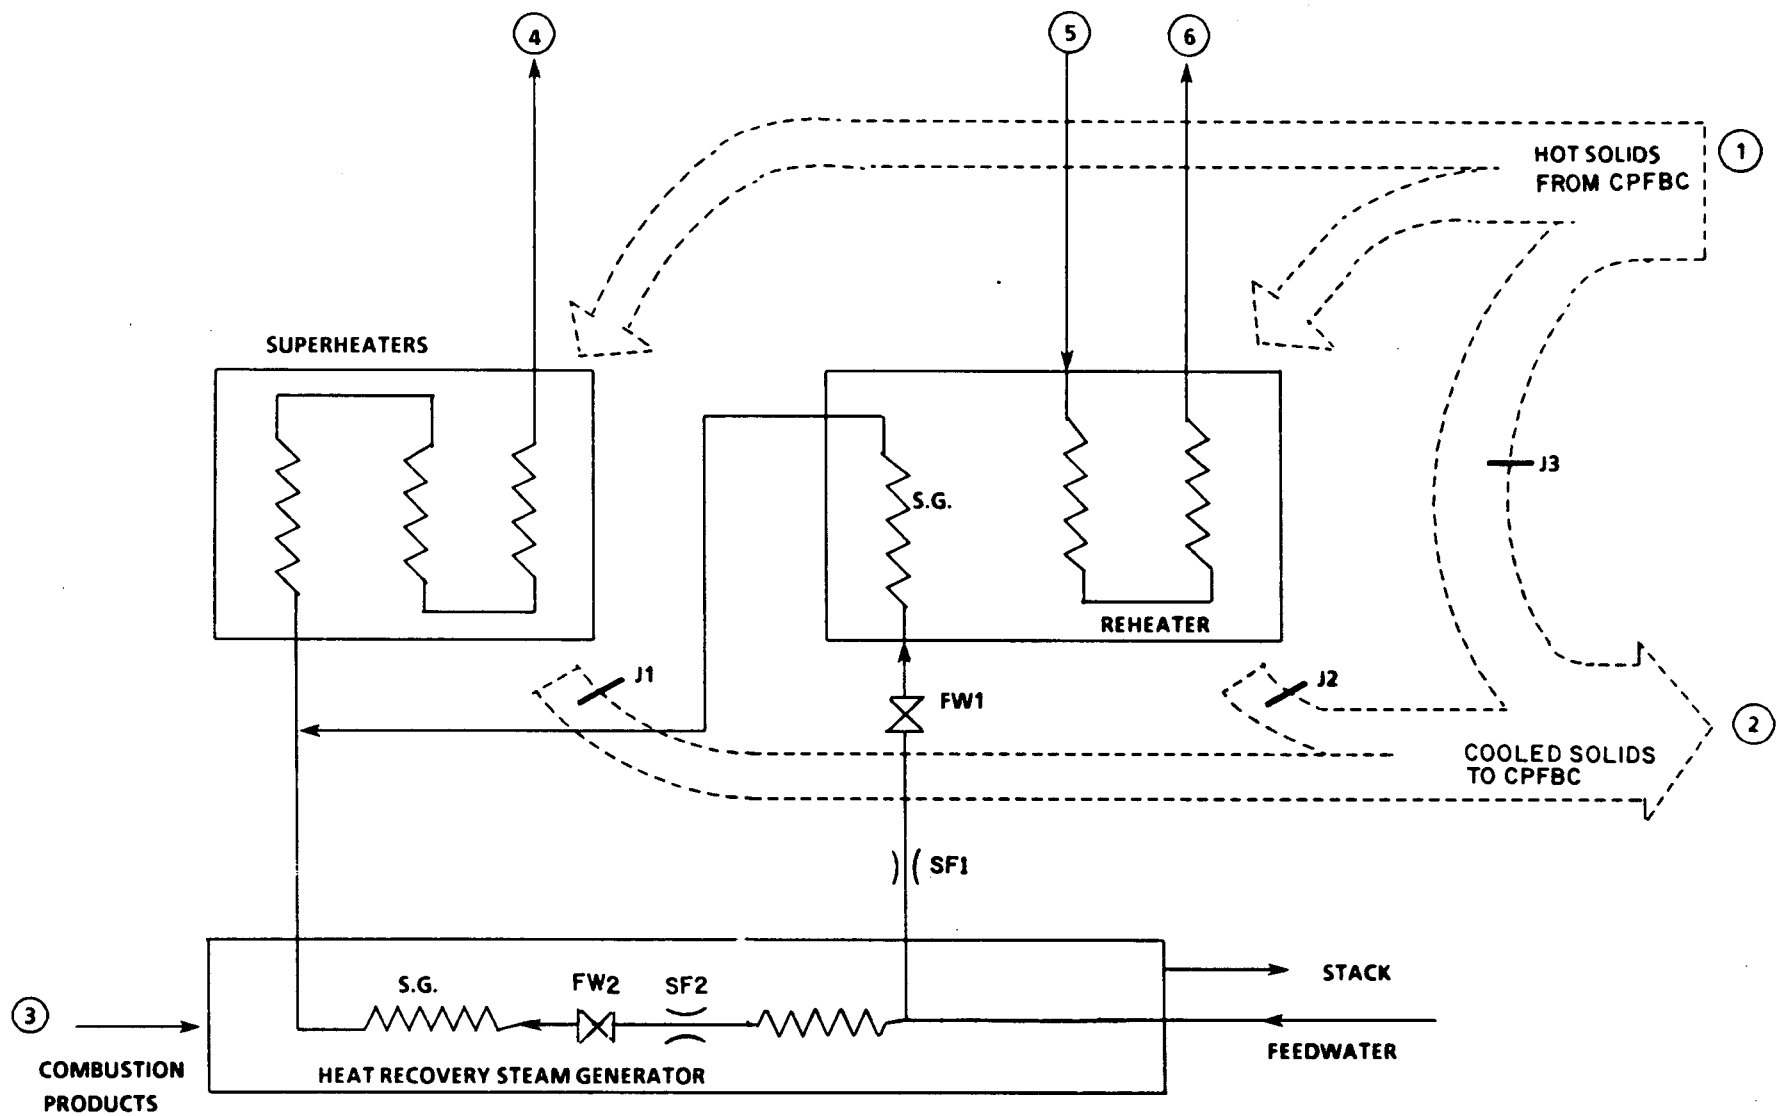 4
5
6
1
HOT SOLIDS
FROM CPFBC
SUPERHEATERS
J3
S.G.
REHEATER
J1
J2
FW1
2
COOLED SOLIDS
TO CPFBC
SF1
STACK
S.G.
FW2
SF2
3
FEEDWATER
COMBUSTION
PRODUCTS
HEAT RECOVERY STEAM GENERATOR